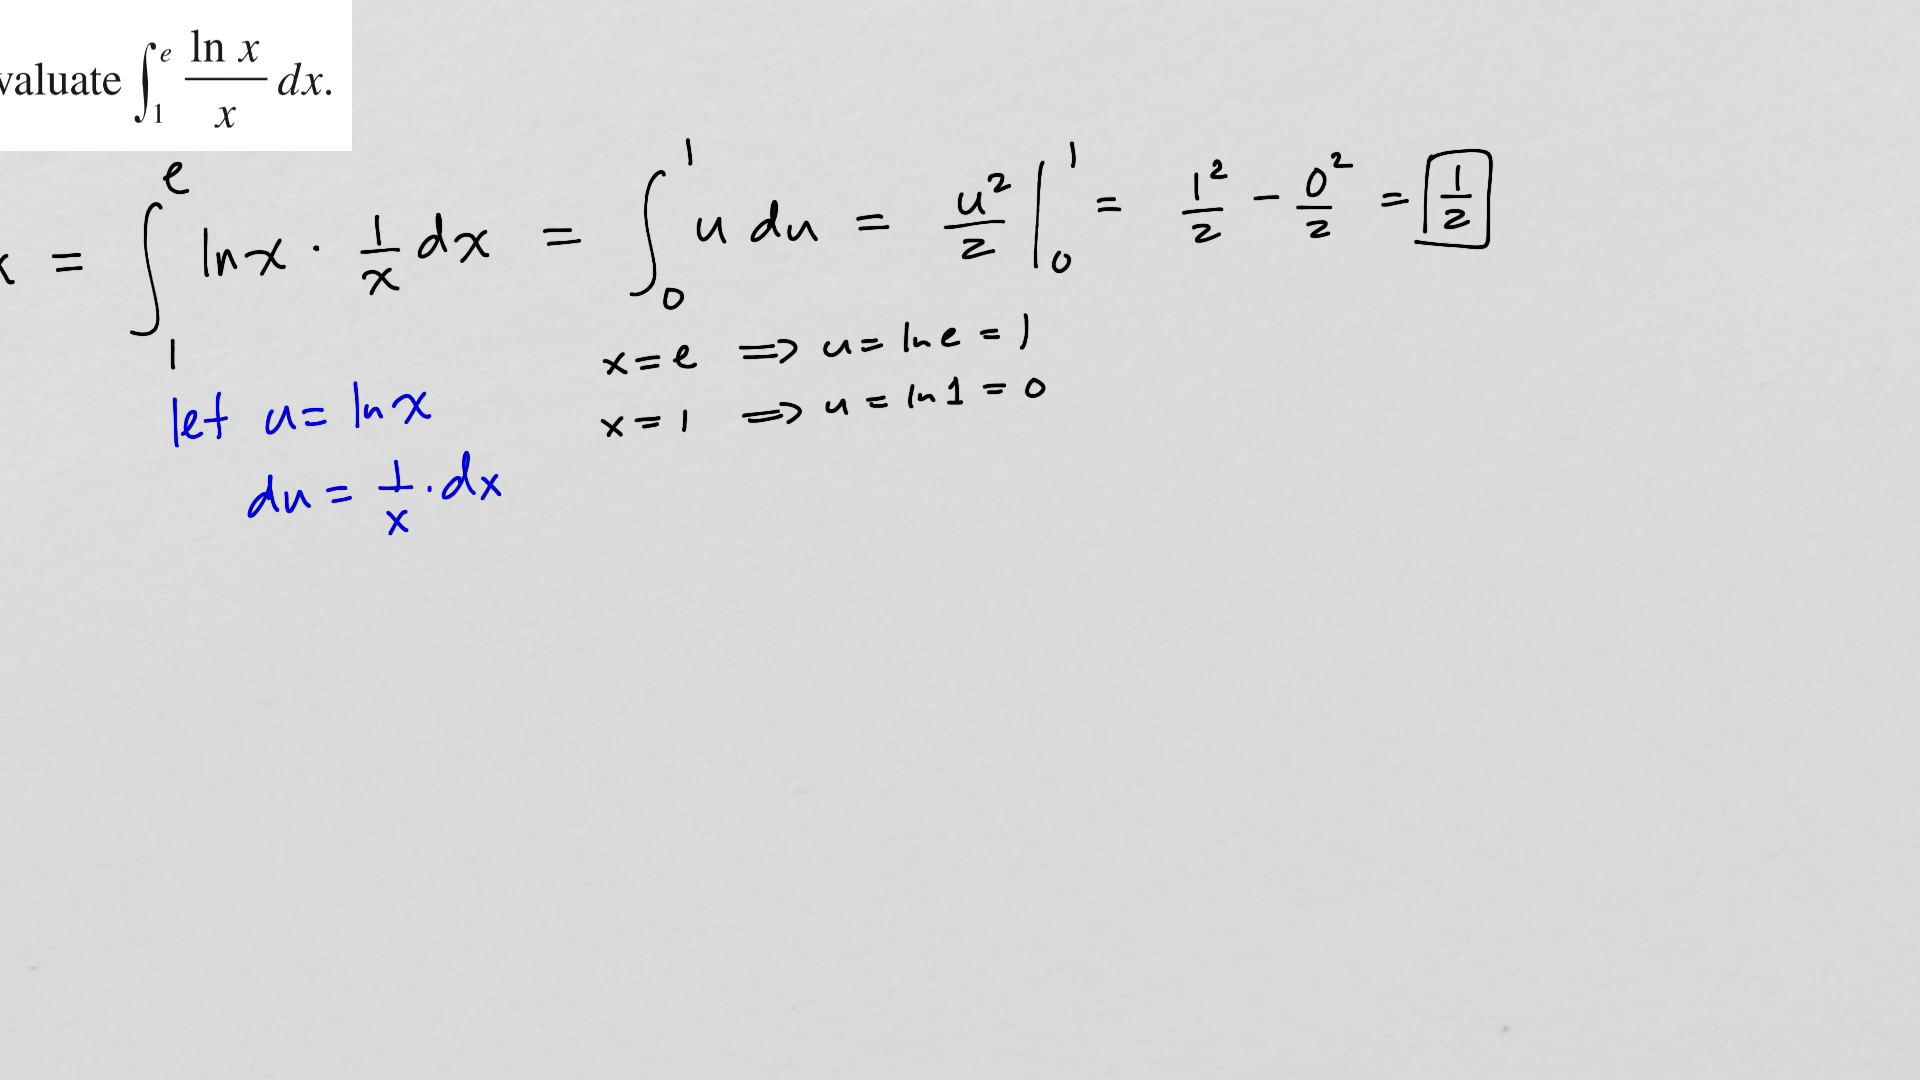 valuate ∫₁ᵉ ln x / x dx.
x = ∫₁ᵉ ln x · 1/x dx = ∫₀¹ u du = u²/2 |₀¹ = 1²/2 - 0²/2 = 1/2
x = e ⟹ u = ln e = 1
x = 1 ⟹ u = ln 1 = 0
let u = ln x
du = 1/x · dx